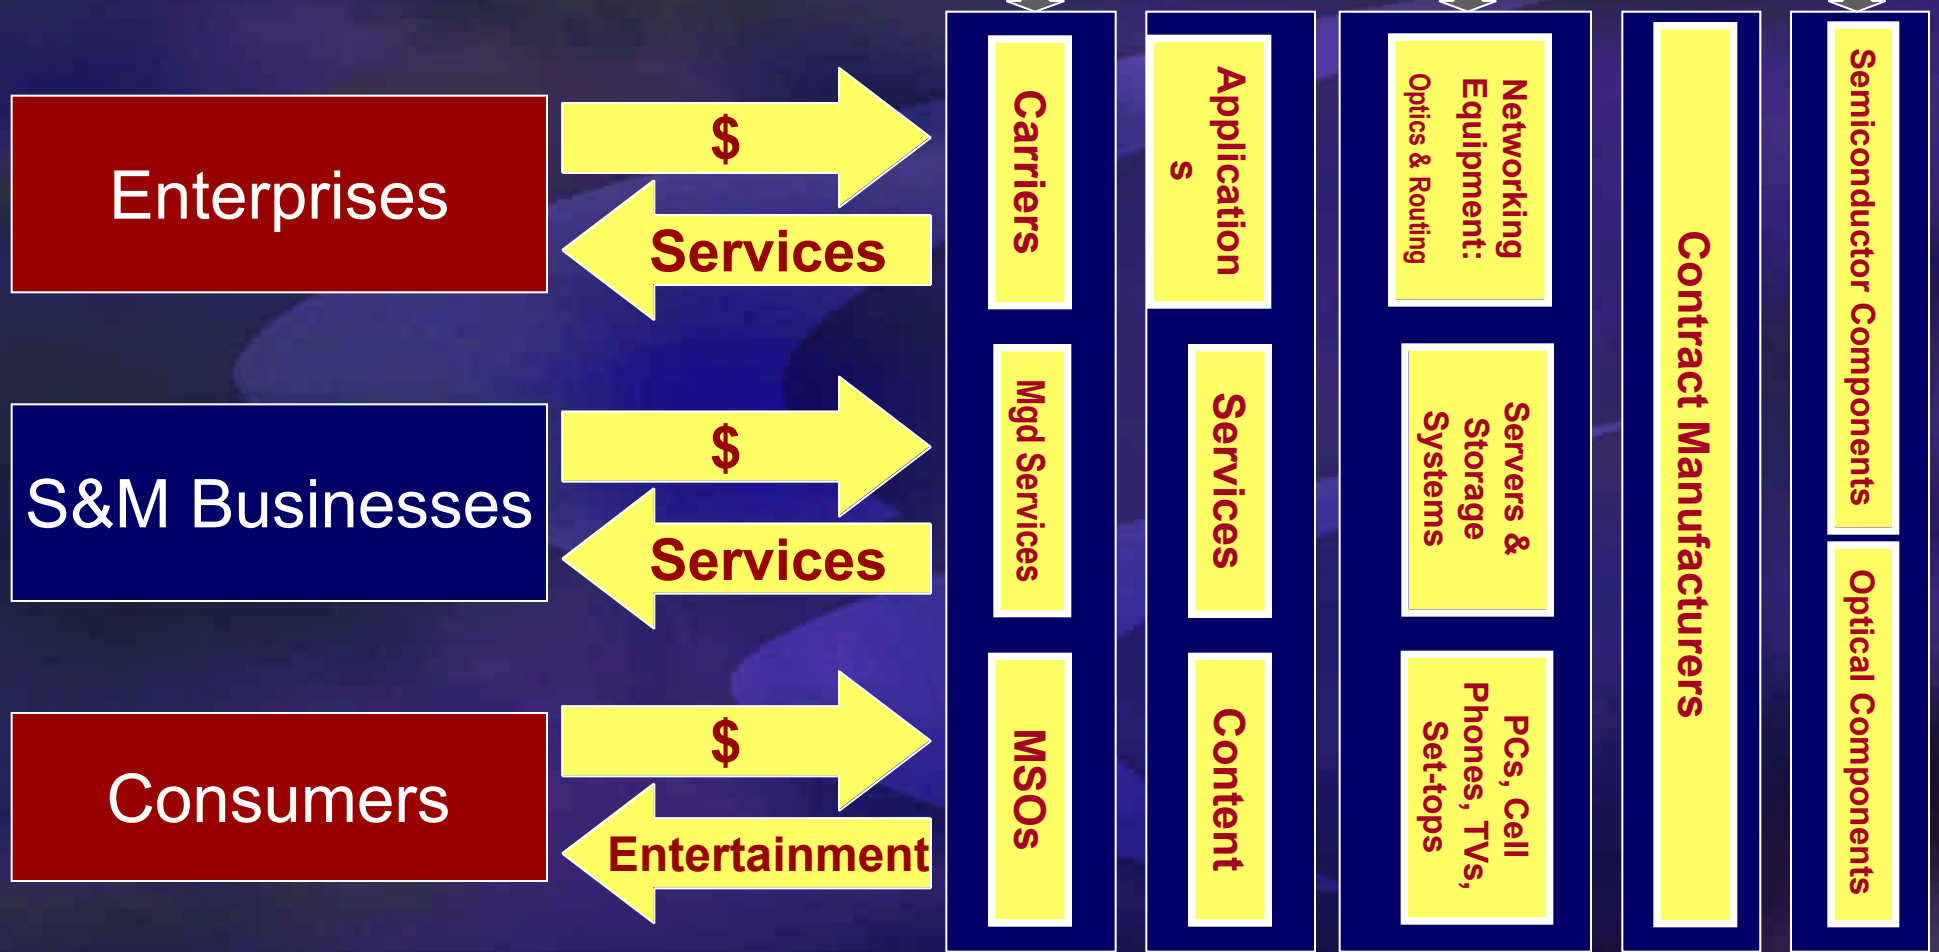 Enterprises
$
Services
S&M Businesses
$
Services
Consumers
$
Entertainment
Carriers
Mgd Services
MSOs
Application
s
Services
Content
Networking
Equipment:
Optics & Routing
Servers &
Storage
Systems
PCs, Cell
Phones, TVs,
Set-tops
Contract Manufacturers
Semiconductor Components
Optical Components